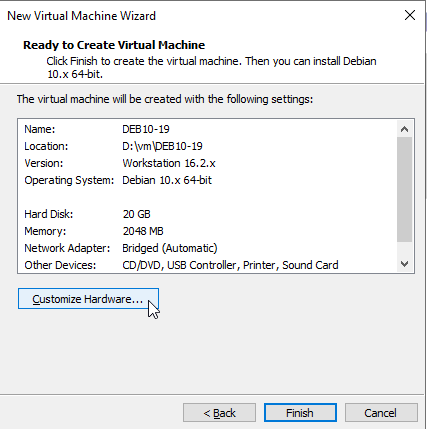 New Virtual Machine Wizard
Ready to Create Virtual Machine
Click Finish to create the virtual machine. Then you can install Debian
10.x 64-bit.
The virtual machine will be created with the following settings:
Name: DEB10-19
Location: D:\vm\DEB10-19
Version: Workstation 16.2.x
Operating System: Debian 10.x 64-bit
Hard Disk: 20 GB
Memory: 2048 MB
Network Adapter: Bridged (Automatic)
Other Devices: CD/DVD, USB Controller, Printer, Sound Card
Customize Hardware...
< Back Finish Cancel